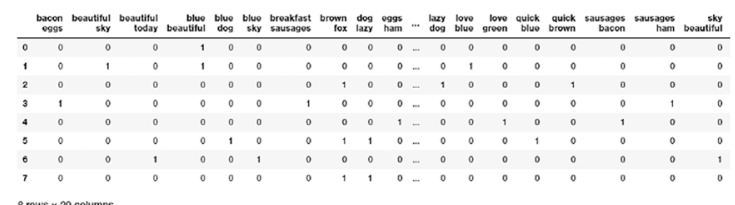 bacon beautiful beautiful blue blue blue breakfast brown dog eggs ... lazy love love quick quick sausages sausages sky
eggs sky today beautiful dog sky sausages fox lazy ham dog blue green blue brown bacon ham beautiful
0 0 0 0 1 0 0 0 0 0 0 ... 0 0 0 0 0 0 0 0
1 0 1 0 1 0 0 0 0 0 0 ... 0 1 0 0 0 0 0 0
2 0 0 0 0 0 0 0 1 0 0 ... 1 0 0 0 1 0 0 0
3 1 0 0 0 0 0 1 0 0 0 ... 0 0 0 0 0 0 1 0
4 0 0 0 0 0 0 0 0 0 1 ... 0 0 1 0 0 1 0 0
5 0 0 0 0 1 0 0 1 1 0 ... 0 0 0 1 0 0 0 0
6 0 0 1 0 0 1 0 0 0 0 ... 0 0 0 0 0 0 0 1
7 0 0 0 0 0 0 0 1 1 0 ... 0 0 0 0 0 0 0 0
8 rows × 29 columns